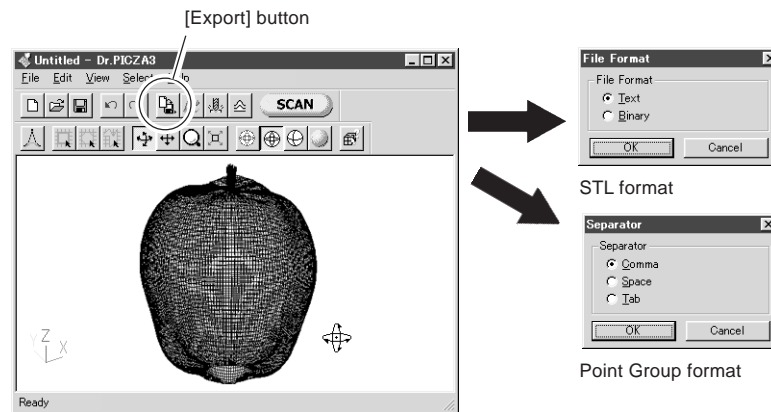 [Export] button
Untitled - Dr.PICZA3
File Edit View Select
SCAN
Z
X
Ready
File Format
File Format
Text
Binary
OK Cancel
STL format
Separator
Separator
Comma
Space
Tab
OK Cancel
Point Group format